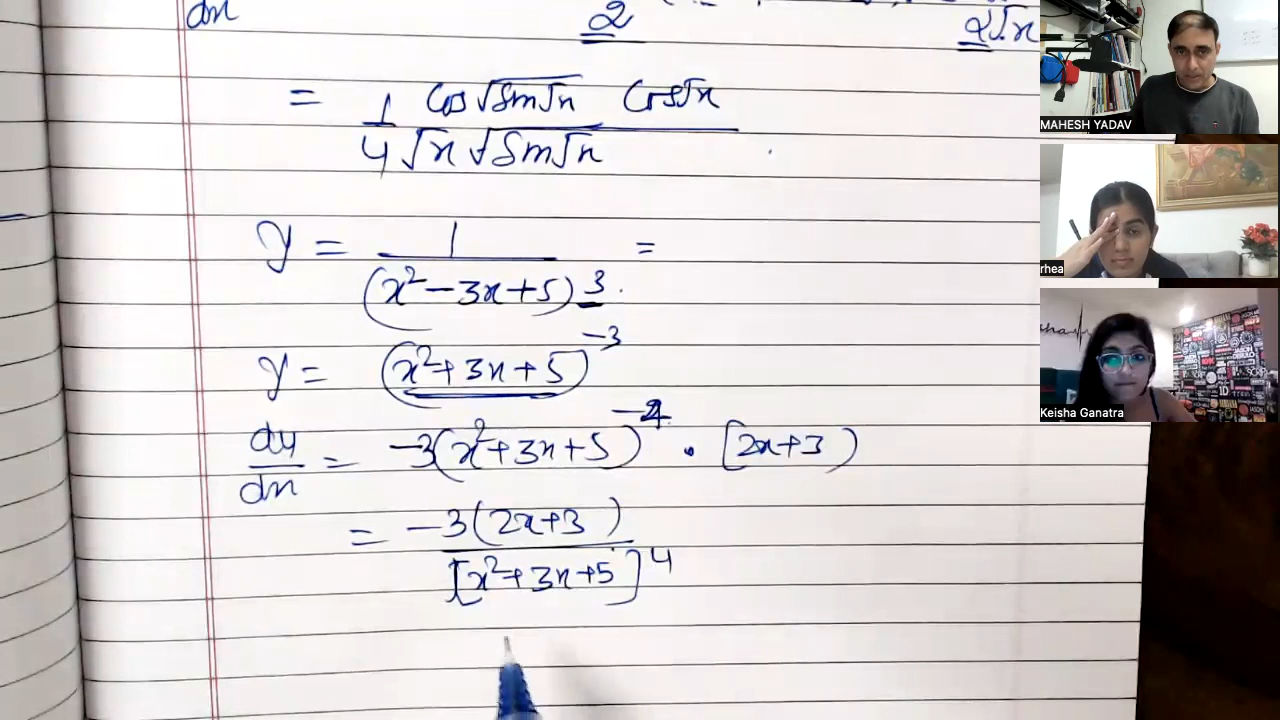 dx
2
2√x
= 1 Cos√Sin√x Cos√x
4√x √Sin√x
y = 1 =
(x² - 3x + 5)3.
y = (x² + 3x + 5)⁻³
dy = -3(x² + 3x + 5)⁻⁴ . [2x + 3)
dx
= -3(2x + 3)
[x² + 3x + 5]⁴
MAHESH YADAV
rhea
Keisha Ganatra